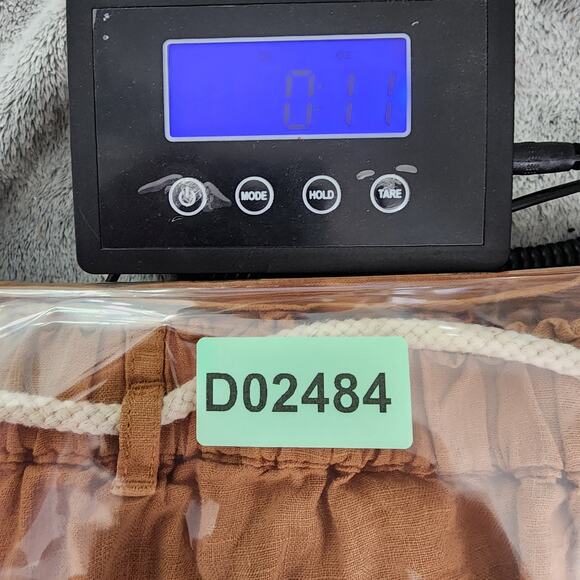 0:11
MODE
HOLD
TARE
D02484